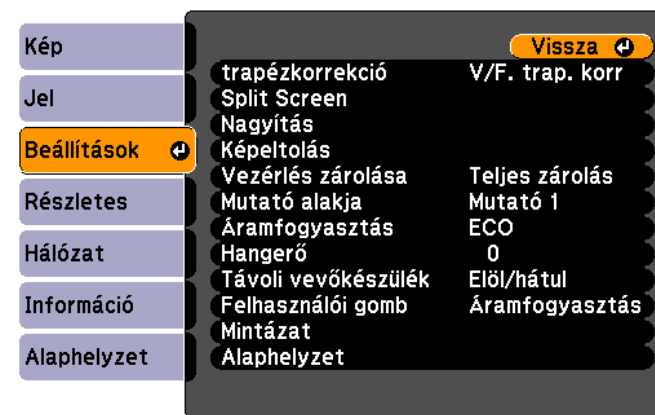 Kép
Jel
Beállítások
Részletes
Hálózat
Információ
Alaphelyzet
Vissza
trapézkorrekció V/F. trap. korr
Split Screen
Nagyítás
Képeltolás
Vezérlés zárolása Teljes zárolás
Mutató alakja Mutató 1
Áramfogyasztás ECO
Hangerő 0
Távoli vevőkészülék Elöl/hátul
Felhasználói gomb Áramfogyasztás
Mintázat
Alaphelyzet